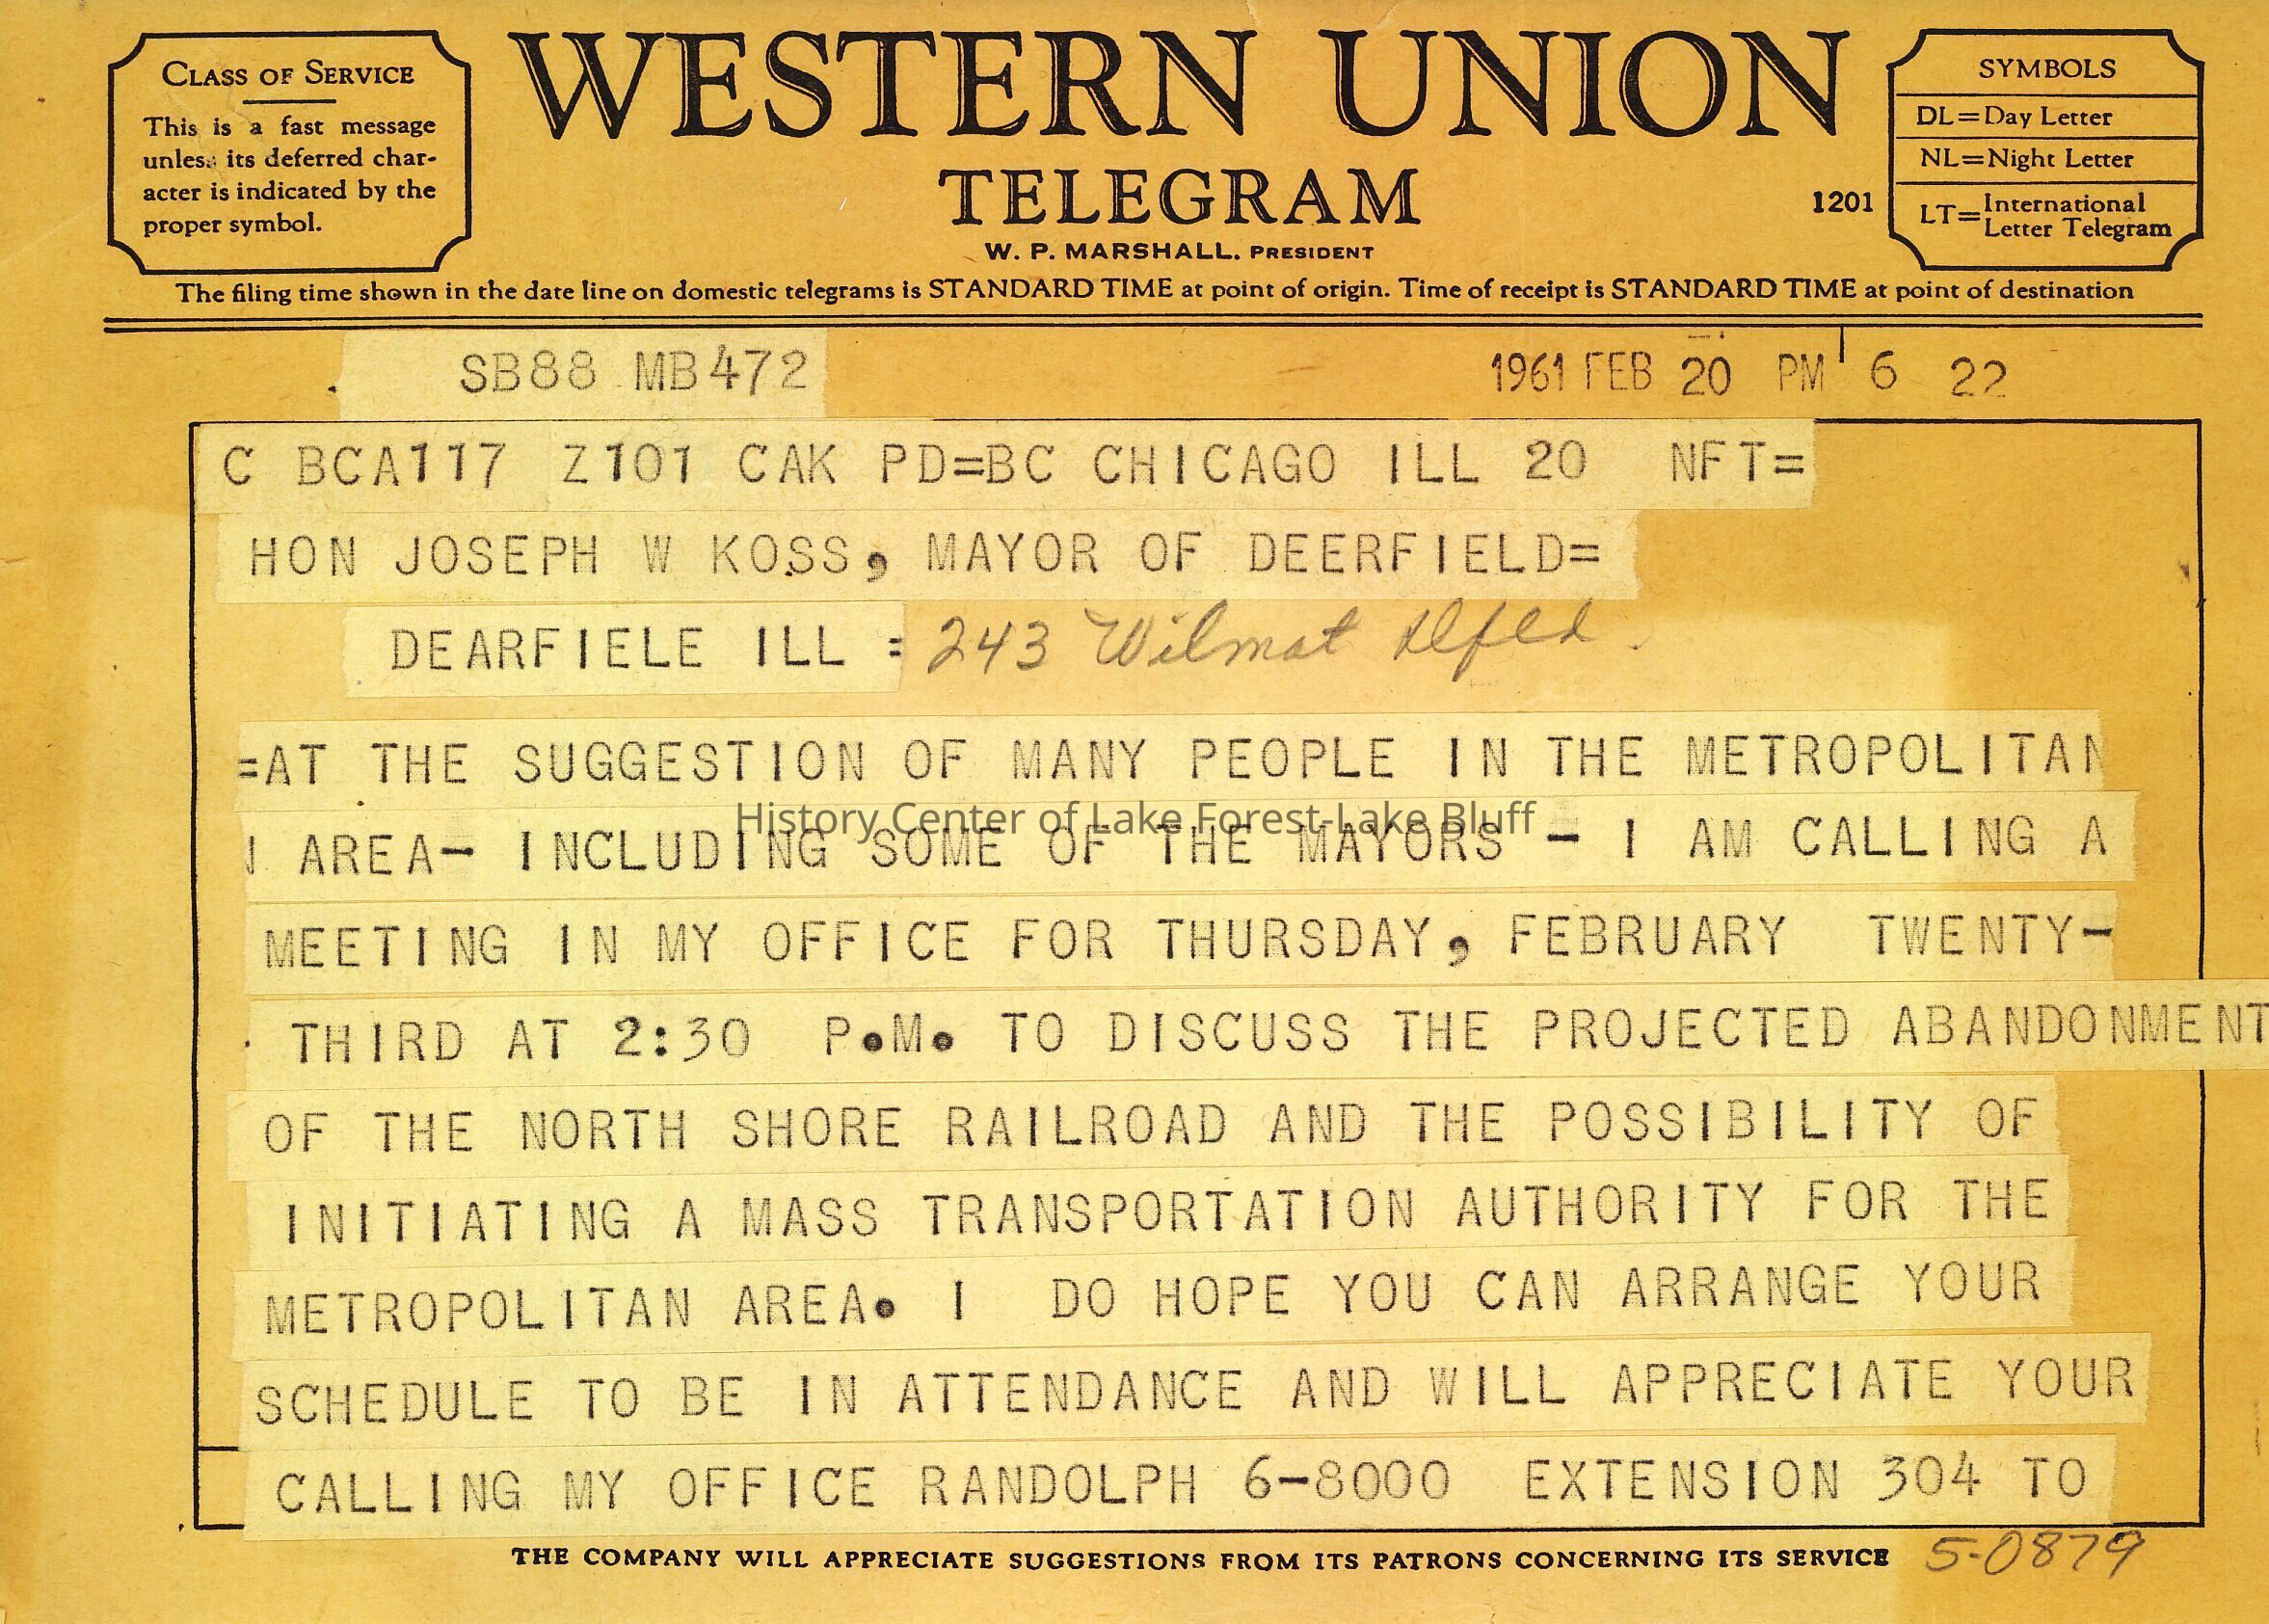 CLASS OF SERVICE
This is a fast message
unless its deferred char-
acter is indicated by the
proper symbol.
WESTERN UNION
TELEGRAM
W. P. MARSHALL. PRESIDENT
1201
SYMBOLS
DL=Day Letter
NL=Night Letter
LT=International
Letter Telegram
The filing time shown in the date line on domestic telegrams is STANDARD TIME at point of origin. Time of receipt is STANDARD TIME at point of destination
SB88 MB472
1961 FEB 20 PM 6 22
C BCA117 Z101 CAK PD=BC CHICAGO ILL 20 NFT=
HON JOSEPH W KOSS, MAYOR OF DEERFIELD=
DEARFIELE ILL = 243 Wilmot Dlfed
=AT THE SUGGESTION OF MANY PEOPLE IN THE METROPOLITAN
N AREA- INCLUDING SOME OF THE MAYORS - I AM CALLING A
History Center of Lake Forest-Lake Bluff
MEETING IN MY OFFICE FOR THURSDAY, FEBRUARY TWENTY-
THIRD AT 2:30 P.M. TO DISCUSS THE PROJECTED ABANDONMENT
OF THE NORTH SHORE RAILROAD AND THE POSSIBILITY OF
INITIATING A MASS TRANSPORTATION AUTHORITY FOR THE
METROPOLITAN AREA. I DO HOPE YOU CAN ARRANGE YOUR
SCHEDULE TO BE IN ATTENDANCE AND WILL APPRECIATE YOUR
CALLING MY OFFICE RANDOLPH 6-8000 EXTENSION 304 TO
THE COMPANY WILL APPRECIATE SUGGESTIONS FROM ITS PATRONS CONCERNING ITS SERVICE
5-0879